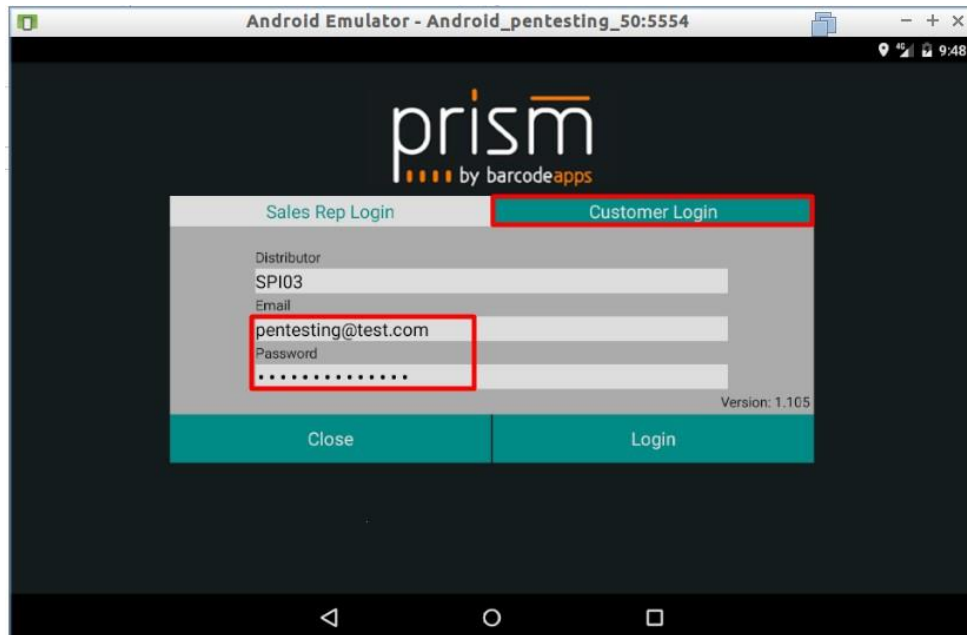 Android Emulator - Android_pentesting_50:5554
4G 9:48
prism
by barcodeapps
Sales Rep Login Customer Login
Distributor
SPI03
Email
pentesting@test.com
Password
••••••••••••••
Version: 1.105
Close Login